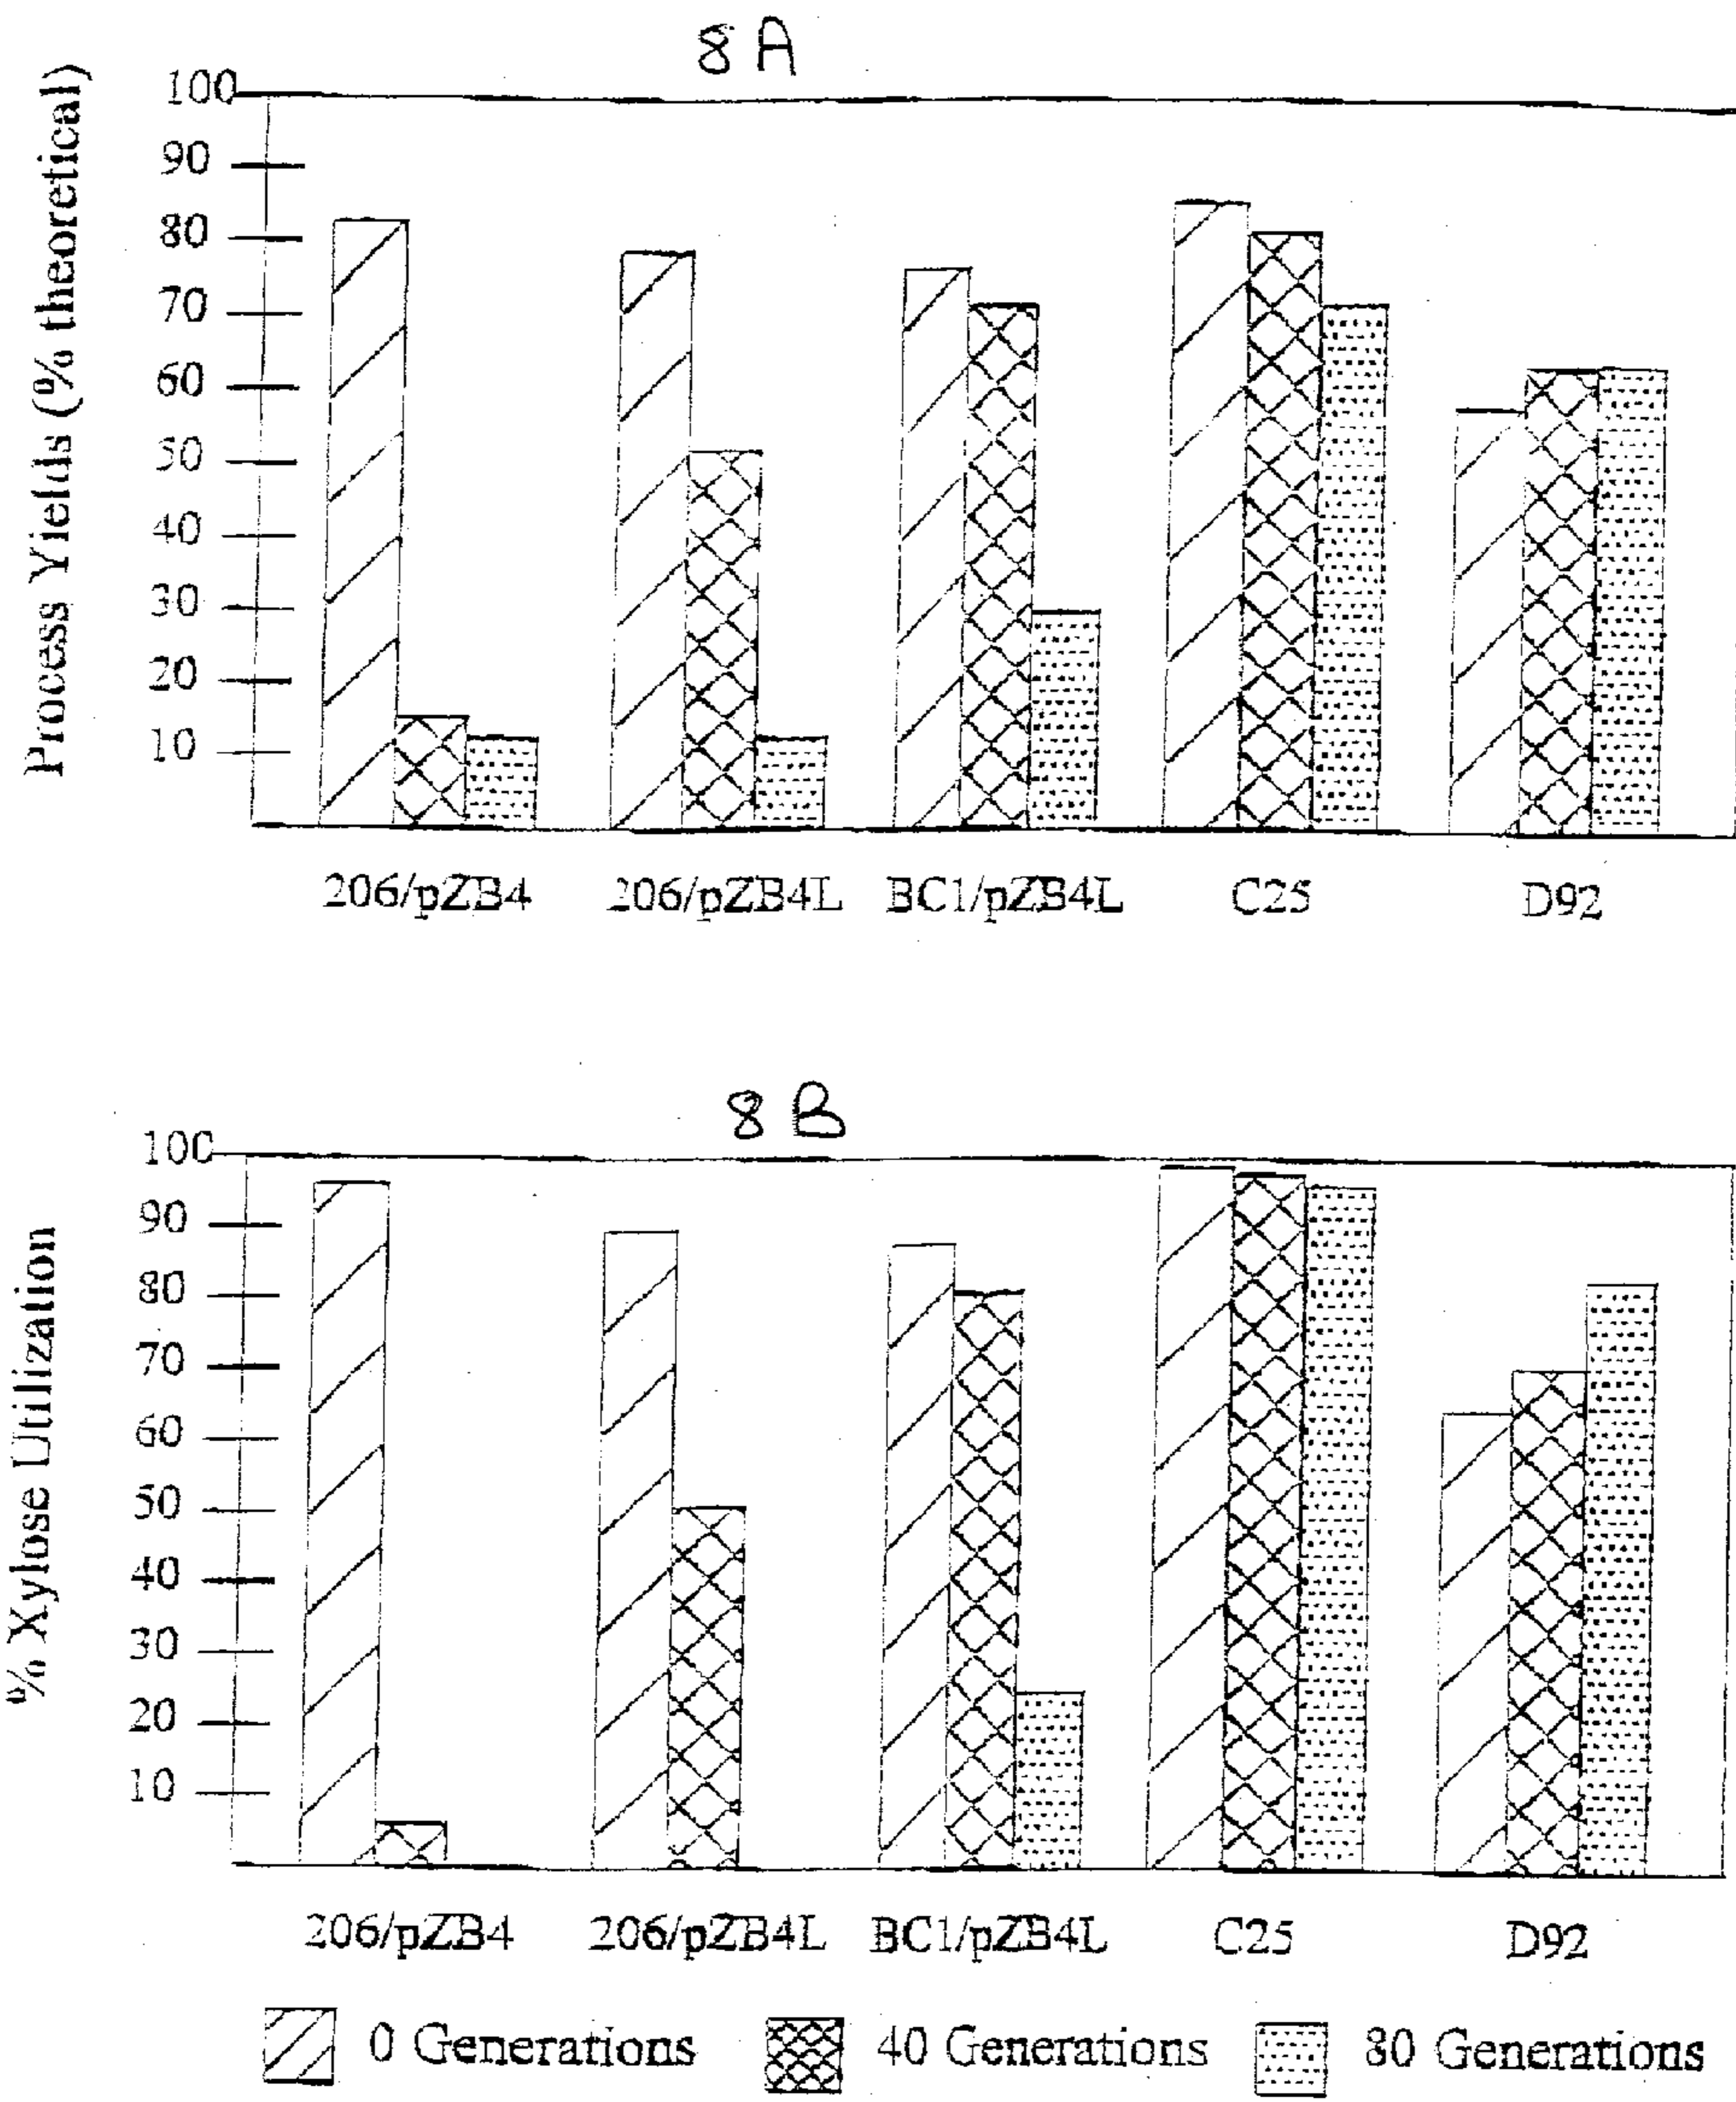 8A
Process Yields (% theoretical)
100
90
80
70
60
50
40
30
20
10
206/pZB4 206/pZB4L BC1/pZB4L C25 D92
8B
% Xylose Utilization
100
90
80
70
60
50
40
30
20
10
206/pZB4 206/pZB4L BC1/pZB4L C25 D92
0 Generations 40 Generations 80 Generations